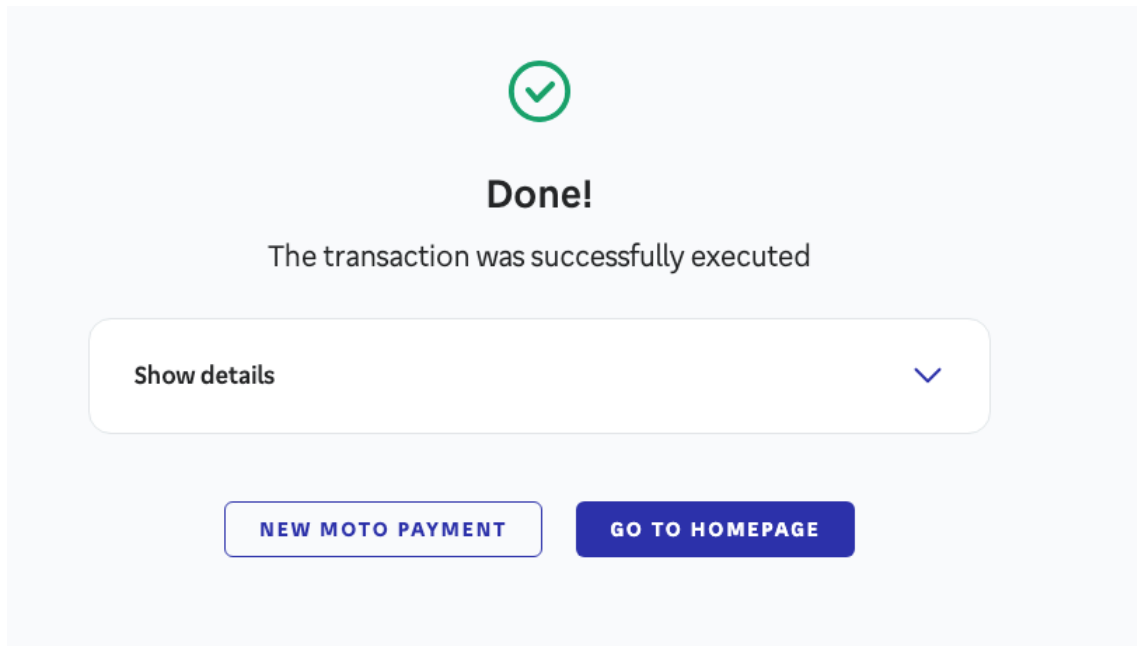 Done!
The transaction was successfully executed
Show details
NEW MOTO PAYMENT
GO TO HOMEPAGE